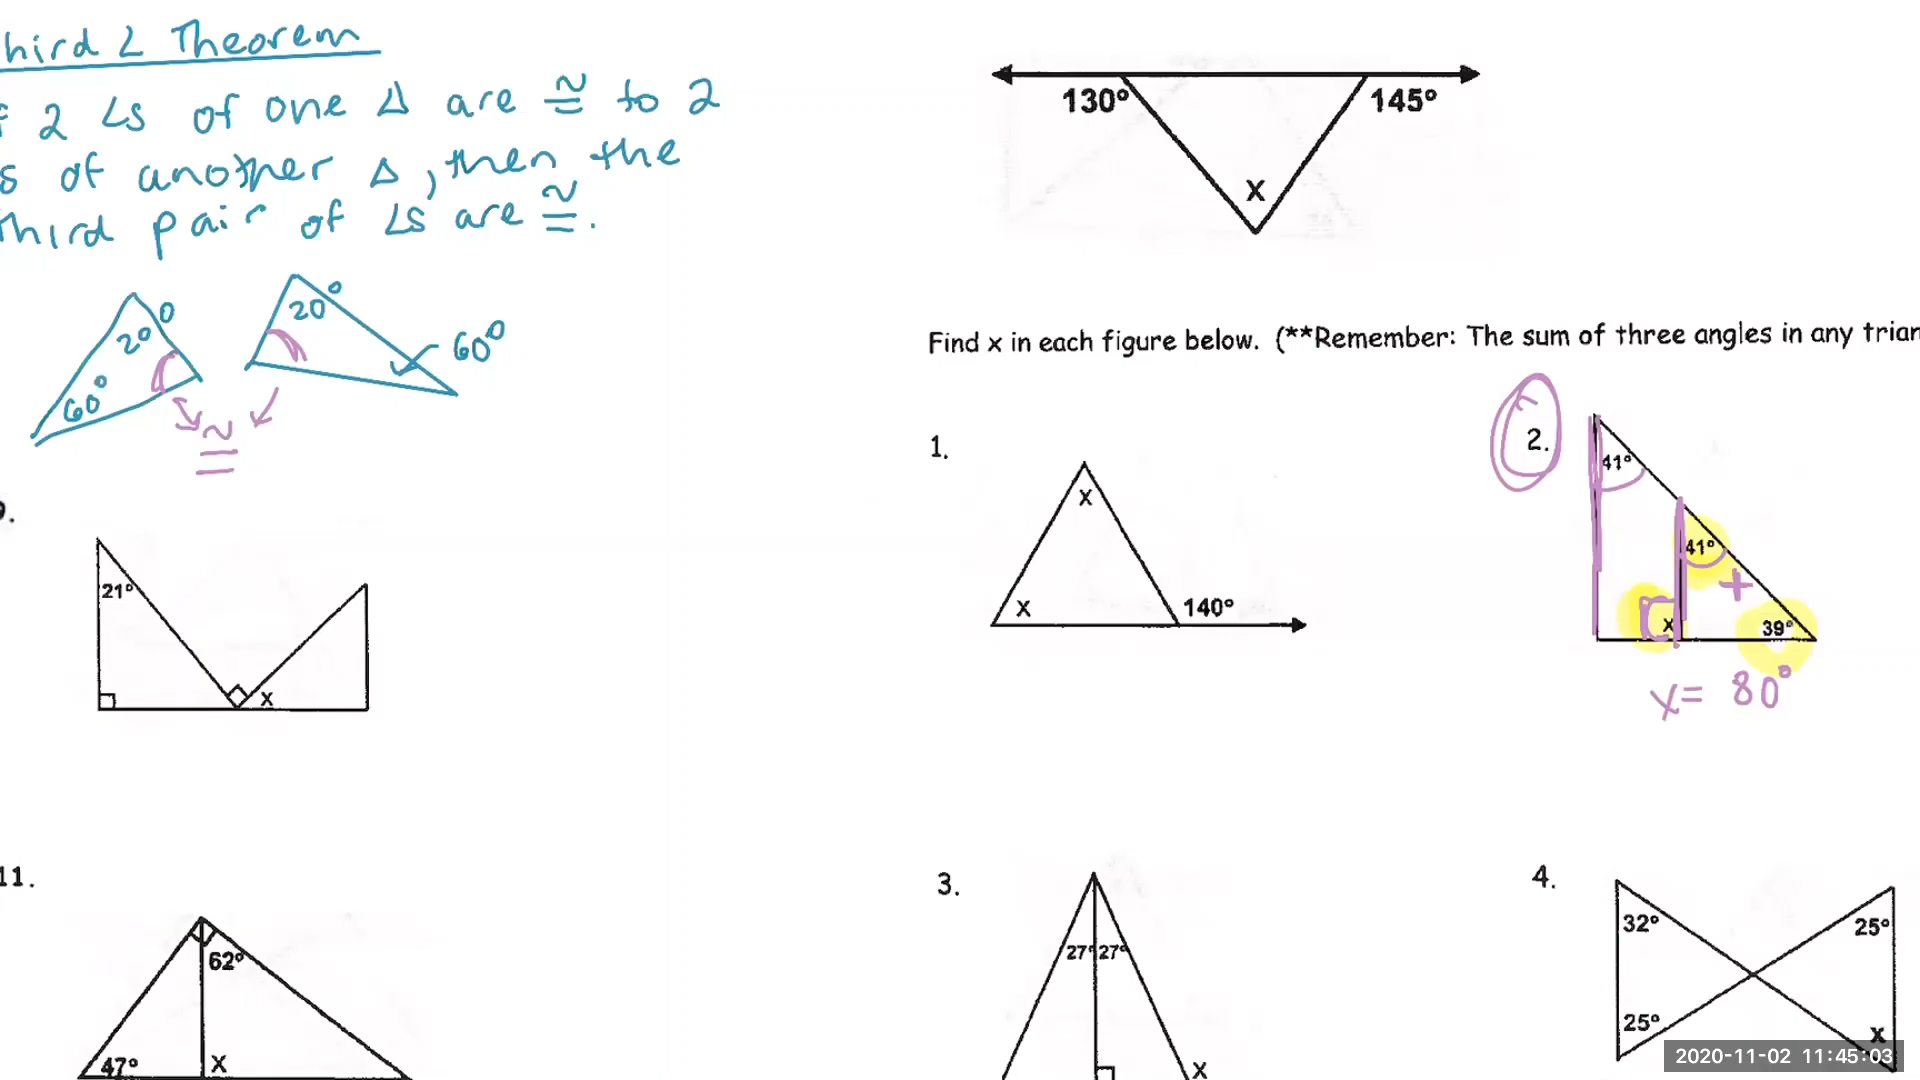 hird ∠ Theorem
f 2 ∠s of one △ are ≅ to 2
s of another △, then the
third pair of ∠s are ≅.
20°
60°
20°
60°
≅
9.
21°
x
11.
62°
47°
x
130°
145°
x
Find x in each figure below. (**Remember: The sum of three angles in any trian
1.
x
x
140°
2.
41°
41°
+
x
39°
x = 80°
3.
27°
27°
x
4.
32°
25°
25°
x
2020-11-02 11:45:03